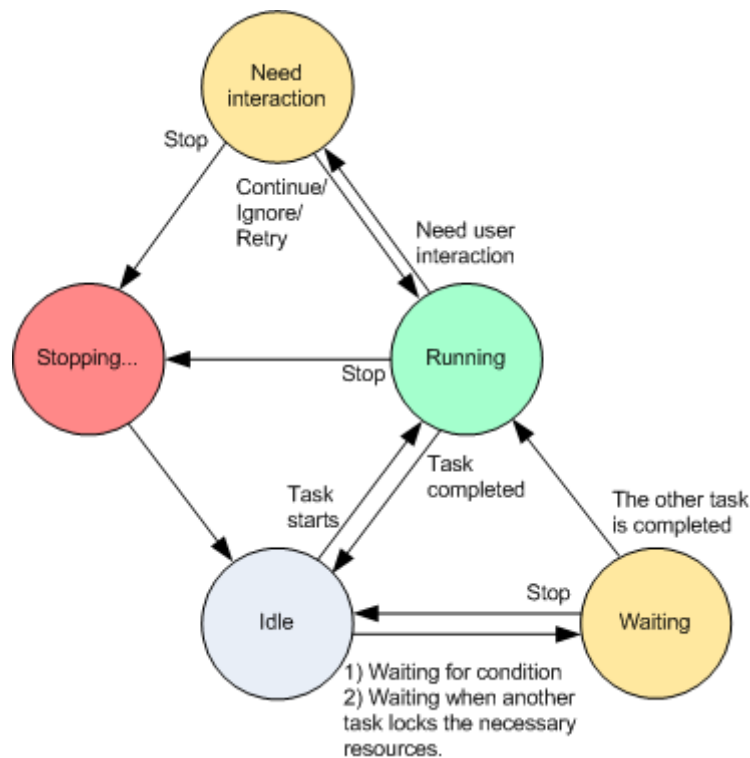 Need
interaction
Stop
Continue/
Ignore/
Retry
Need user
interaction
Stopping...
Stop
Running
Task
starts
Task
completed
The other task
is completed
Idle
Stop
Waiting
1) Waiting for condition
2) Waiting when another
task locks the necessary
resources.